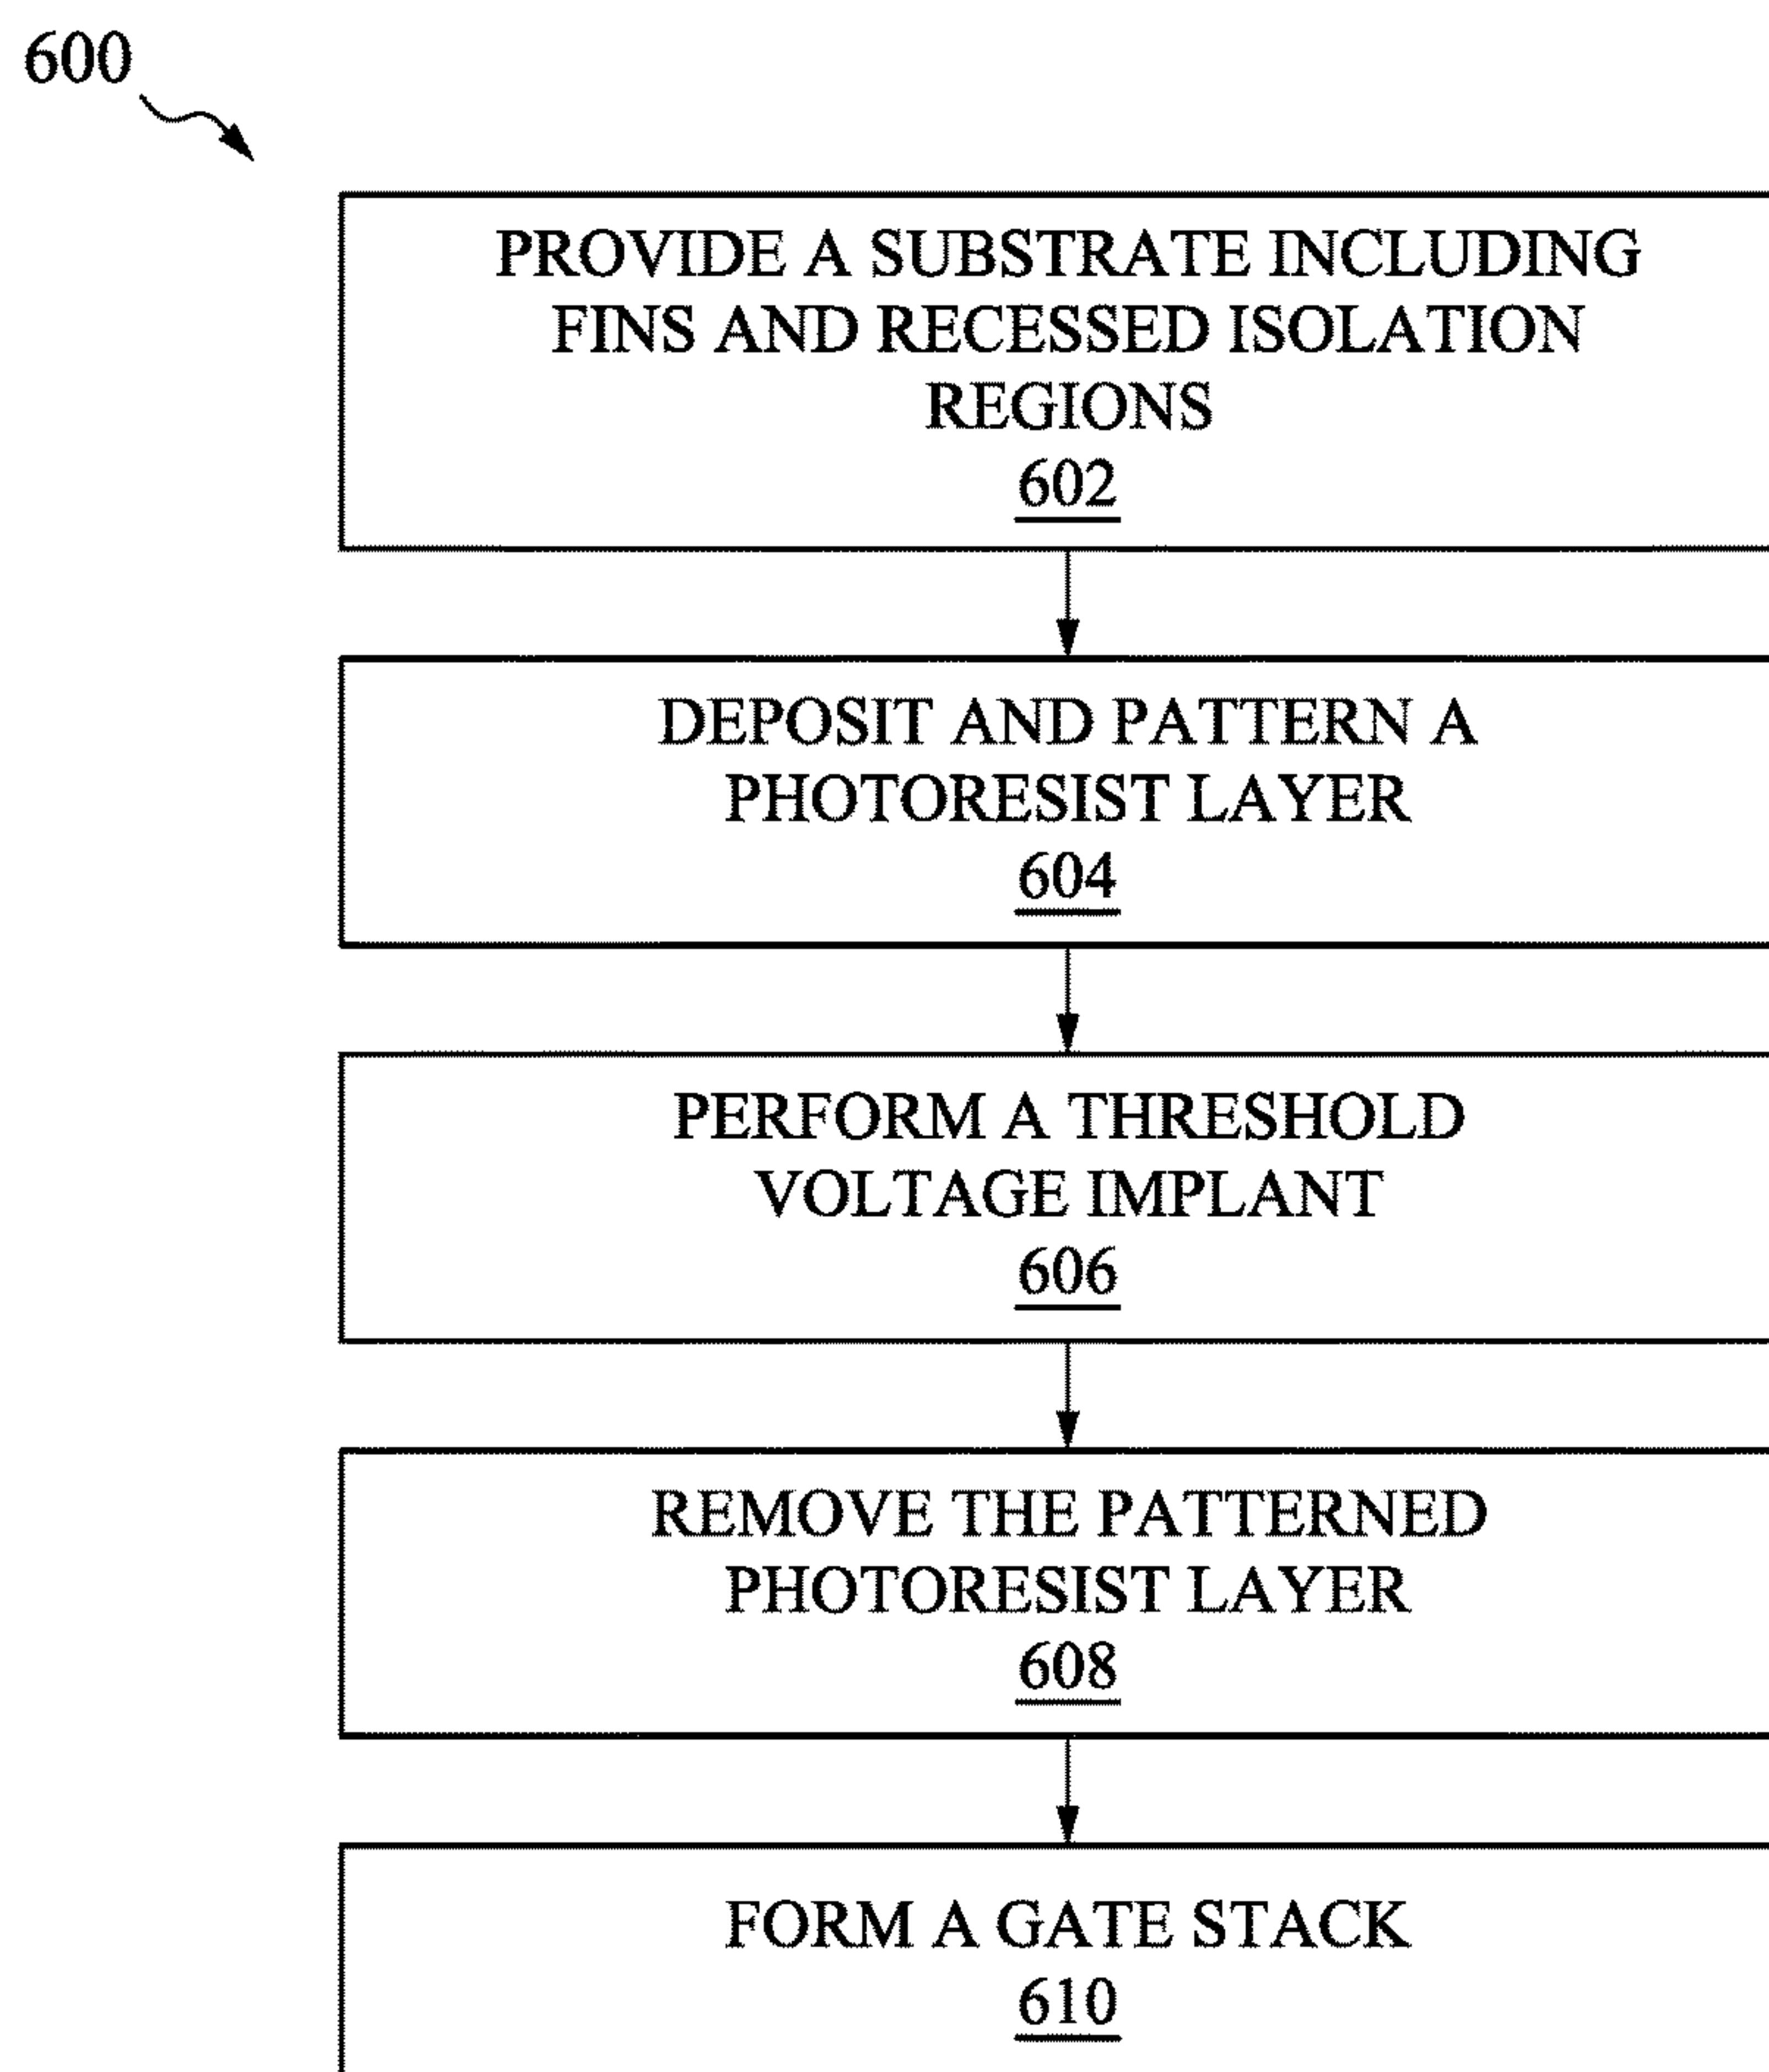 600
PROVIDE A SUBSTRATE INCLUDING
FINS AND RECESSED ISOLATION
REGIONS
602
DEPOSIT AND PATTERN A
PHOTORESIST LAYER
604
PERFORM A THRESHOLD
VOLTAGE IMPLANT
606
REMOVE THE PATTERNED
PHOTORESIST LAYER
608
FORM A GATE STACK
610